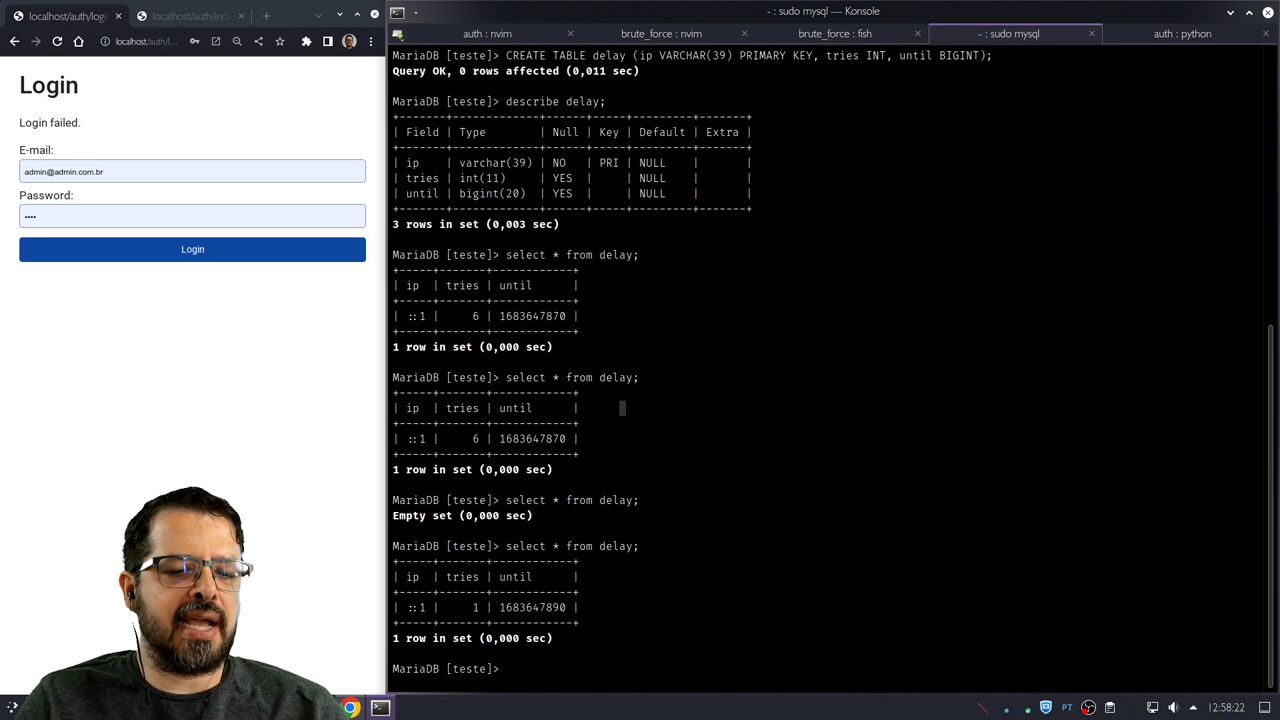 localhost/auth/login
localhost/auth/ind
- : sudo mysql — Konsole
localhost/auth/l...
auth : nvim
brute_force : nvim
brute_force : fish
- : sudo mysql
auth : python
Login
Login failed.
E-mail:
admin@admin.com.br
Password:
••••
Login
MariaDB [teste]> CREATE TABLE delay (ip VARCHAR(39) PRIMARY KEY, tries INT, until BIGINT);
Query OK, 0 rows affected (0,011 sec)
MariaDB [teste]> describe delay;
+-------+-------------+------+-----+---------+-------+
| Field | Type        | Null | Key | Default | Extra |
+-------+-------------+------+-----+---------+-------+
| ip    | varchar(39) | NO   | PRI | NULL    |       |
| tries | int(11)     | YES  |     | NULL    |       |
| until | bigint(20)  | YES  |     | NULL    |       |
+-------+-------------+------+-----+---------+-------+
3 rows in set (0,003 sec)
MariaDB [teste]> select * from delay;
+-----+-------+------------+
| ip  | tries | until      |
+-----+-------+------------+
| ::1 |     6 | 1683647870 |
+-----+-------+------------+
1 row in set (0,000 sec)
MariaDB [teste]> select * from delay;
+-----+-------+------------+
| ip  | tries | until      |
+-----+-------+------------+
| ::1 |     6 | 1683647870 |
+-----+-------+------------+
1 row in set (0,000 sec)
MariaDB [teste]> select * from delay;
Empty set (0,000 sec)
MariaDB [teste]> select * from delay;
+-----+-------+------------+
| ip  | tries | until      |
+-----+-------+------------+
| ::1 |     1 | 1683647890 |
+-----+-------+------------+
1 row in set (0,000 sec)
MariaDB [teste]>
PT
12:58:22